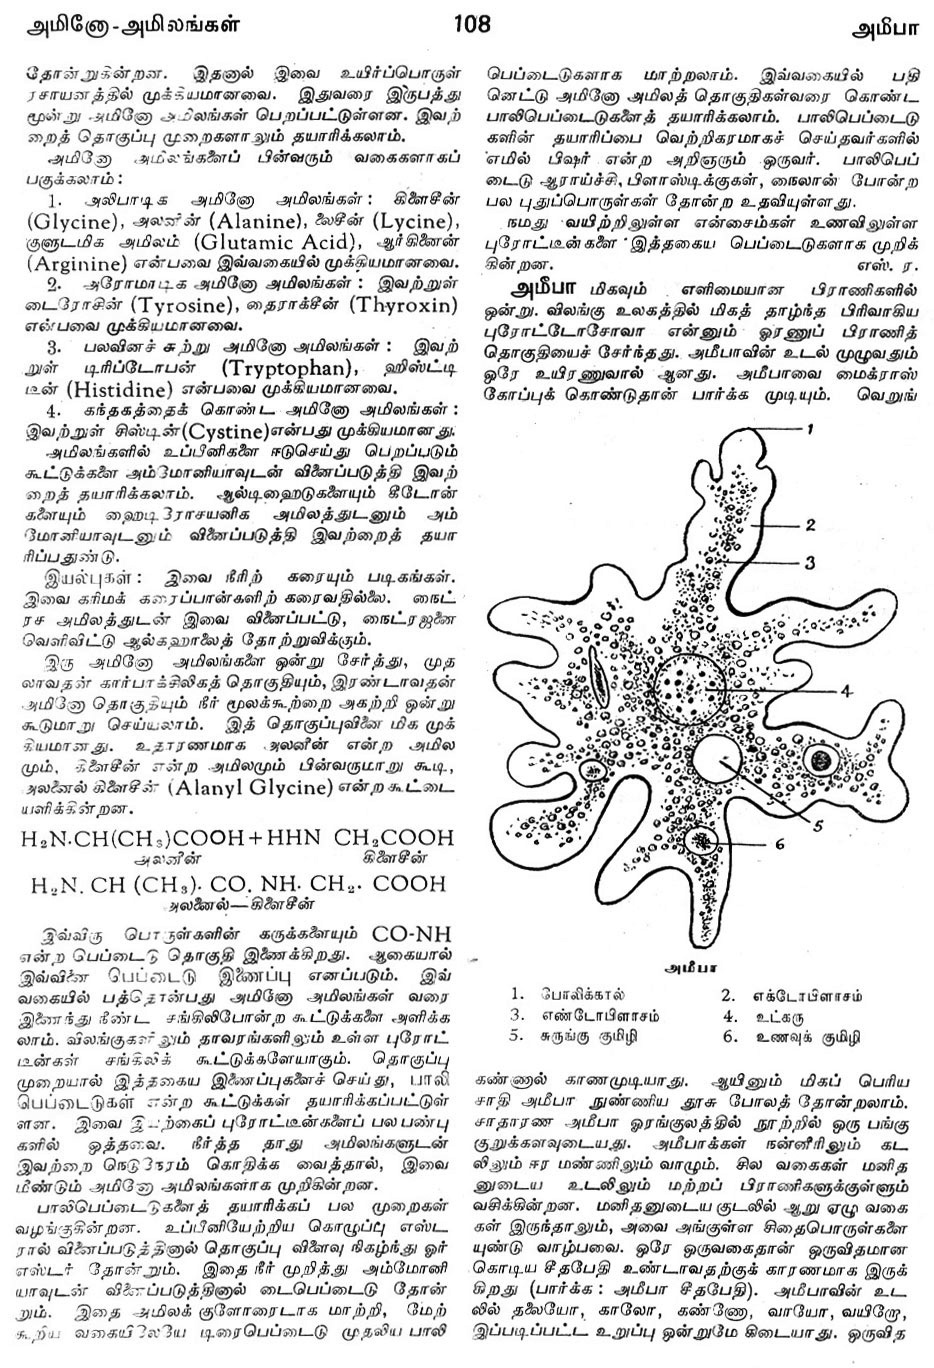 அமினோ-அமிலங்கள்
108
அமீபா
தோன்றுகின்றன. இதனால் இவை உயிர்ப்பொருள்
ரசாயனத்தில் முக்கியமானவை. இதுவரை இருபத்து
மூன்று அமினோ அமிலங்கள் பெறப்பட்டுள்ளன. இவற்
றைத் தொகுப்பு முறைகளாலும் தயாரிக்கலாம்.
அமினோ அமிலங்களைப் பின்வரும் வகைகளாகப்
பகுக்கலாம் :
1. அலிபாடிக அமினோ அமிலங்கள் : கிளைசீன்
(Glycine), அலனின் (Alanine), லைசீன் (Lycine),
குளுடமிக அமிலம் (Glutamic Acid), ஆர்கினைன்
(Arginine) என்பவை இவ்வகையில் முக்கியமானவை.
2. அரோமாடிக அமினோ அமிலங்கள் : இவற்றுள்
டைரோசின் (Tyrosine), தைராக்சீன் (Thyroxin)
என்பவை முக்கியமானவை.
3. பலவினச் சுற்று அமினோ அமிலங்கள் : இவற்
றுள் டிரிப்டோபன் (Tryptophan), ஹிஸ்டி
டீன் (Histidine) என்பவை முக்கியமானவை.
4. கந்தகத்தைக் கொண்ட அமினோ அமிலங்கள் :
இவற்றுள் சிஸ்டின்(Cystine)என்பது முக்கியமானது.
அமிலங்களில் உப்பீனிகளை ஈடுசெய்து பெறப்படும்
கூட்டுக்களை அம்மோனியாவுடன் வினைப்படுத்தி இவற்
றைத் தயாரிக்கலாம். ஆல்டிஹைடுகளையும் கீடோன்
களையும் ஹைடிரோசயனிக அமிலத்துடனும் அம்
மோனியாவுடனும் வினைப்படுத்தி இவற்றைத் தயா
ரிப்பதுண்டு.
இயல்புகள் : இவை நீரிற் கரையும் படிகங்கள்.
இவை கரிமக் கரைப்பான்களிற் கரைவதில்லை. நைட்
ரச அமிலத்துடன் இவை வினைப்பட்டு, நைட்ரஜனை
வெளிவிட்டு ஆல்கஹாலைத் தோற்றுவிக்கும்.
இரு அமினோ அமிலங்களை ஒன்று சேர்த்து, முத
லாவதன் கார்பாக்சிலிகத் தொகுதியும், இரண்டாவதன்
அமினோ தொகுதியும் நீர் மூலக்கூற்றை அகற்றி ஒன்று
கூடுமாறு செய்யலாம். இத் தொகுப்புவினை மிக முக்
கியமானது. உதாரணமாக அலனின் என்ற அமில
மும், கிளைசீன் என்ற அமிலமும் பின்வருமாறு கூடி,
அலனைல் கிளைசீன் (Alanyl Glycine) என்ற கூட்டை
யளிக்கின்றன.
H₂N.CH(CH₃)COOH+HHN CH₂COOH
அலனின் கிளைசீன்
H₂N. CH (CH₃). CO. NH. CH₂. COOH
அலனைல்—கிளைசீன்
இவ்விரு பொருள்களின் கருக்களையும் CO-NH
என்ற பெப்டைடு தொகுதி இணைக்கிறது. ஆகையால்
இவ்வினை பெப்டைடு இணைப்பு எனப்படும். இவ்
வகையில் பத்தொன்பது அமினோ அமிலங்கள் வரை
இணைந்து நீண்ட சங்கிலிபோன்ற கூட்டுக்களை அளிக்க
லாம். விலங்குகளிலும் தாவரங்களிலும் உள்ள புரோட்
டீன்கள் சங்கிலிக் கூட்டுக்களேயாகும். தொகுப்பு
முறையால் இத்தகைய இணைப்புகளைச் செய்து, பாலி
பெப்டைடுகள் என்ற கூட்டுக்கள் தயாரிக்கப்பட்டுள்
ளன. இவை இயற்கைப் புரோட்டீன்களைப் பல பண்பு
களில் ஒத்தவை. நீர்த்த தாது அமிலங்களுடன்
இவற்றை நெடுநேரம் கொதிக்க வைத்தால், இவை
மீண்டும் அமினோ அமிலங்களாக முறிகின்றன.
பாலிபெப்டைடுகளைத் தயாரிக்கப் பல முறைகள்
வழங்குகின்றன. உப்பீனியேற்றிய கொழுப்பு எஸ்ட
ரால் வினைப்படுத்தினால் தொகுப்பு விளைவு நிகழ்ந்து ஓர்
எஸ்டர் தோன்றும். இதை நீர் முறித்து அம்மோனி
யாவுடன் வினைப்படுத்தினால் டைபெப்டைடு தோன்
றும். இதை அமிலக் குளோரைடாக மாற்றி, மேற்
கூறிய வகையிலேயே டிரைபெப்டைடு முதலிய பாலி
பெப்டைடுகளாக மாற்றலாம். இவ்வகையில் பதி
னெட்டு அமினோ அமிலத் தொகுதிகள்வரை கொண்ட
பாலிபெப்டைடுகளைத் தயாரிக்கலாம். பாலிபெப்டைடு
களின் தயாரிப்பை வெற்றிகரமாகச் செய்தவர்களில்
எமில் பிஷர் என்ற அறிஞரும் ஒருவர். பாலிபெப்
டைடு ஆராய்ச்சி, பிளாஸ்டிக்குகள், நைலான் போன்ற
பல புதுப்பொருள்கள் தோன்ற உதவியுள்ளது.
நமது வயிற்றிலுள்ள என்சைம்கள் உணவிலுள்ள
புரோட்டீன்களை இத்தகைய பெப்டைடுகளாக முறிக்
கின்றன. எஸ். ர.
அமீபா மிகவும் எளிமையான பிராணிகளில்
ஒன்று. விலங்கு உலகத்தில் மிகத் தாழ்ந்த பிரிவாகிய
புரோட்டோசோவா என்னும் ஓரணுப் பிராணித்
தொகுதியைச் சேர்ந்தது. அமீபாவின் உடல் முழுவதும்
ஒரே உயிரணுவால் ஆனது. அமீபாவை மைக்ராஸ்
கோப்புக் கொண்டுதான் பார்க்க முடியும். வெறுங்
1
2
3
4
5
6
அமீபா
1. போலிக்கால் 2. எக்டோபிளாசம்
3. எண்டோபிளாசம் 4. உட்கரு
5. சுருங்கு குமிழி 6. உணவுக் குமிழி
கண்ணால் காணமுடியாது. ஆயினும் மிகப் பெரிய
சாதி அமீபா நுண்ணிய தூசு போலத் தோன்றலாம்.
சாதாரண அமீபா ஓரங்குலத்தில் நூற்றில் ஒரு பங்கு
குறுக்களவுடையது. அமீபாக்கள் நன்னீரிலும் கட
லிலும் ஈர மண்ணிலும் வாழும். சில வகைகள் மனித
னுடைய உடலிலும் மற்றப் பிராணிகளுக்குள்ளும்
வசிக்கின்றன. மனிதனுடைய குடலில் ஆறு ஏழு வகை
கள் இருந்தாலும், அவை அங்குள்ள சிதைபொருள்களை
யுண்டு வாழ்பவை. ஒரே ஒருவகைதான் ஒருவிதமான
கொடிய சீதபேதி உண்டாவதற்குக் காரணமாக இருக்
கிறது (பார்க்க : அமீபா சீதபேதி). அமீபாவின் உட
லில் தலையோ, காலோ, கண்ணோ, வாயோ, வயிறோ,
இப்படிப்பட்ட உறுப்பு ஒன்றுமே கிடையாது. ஒருவித